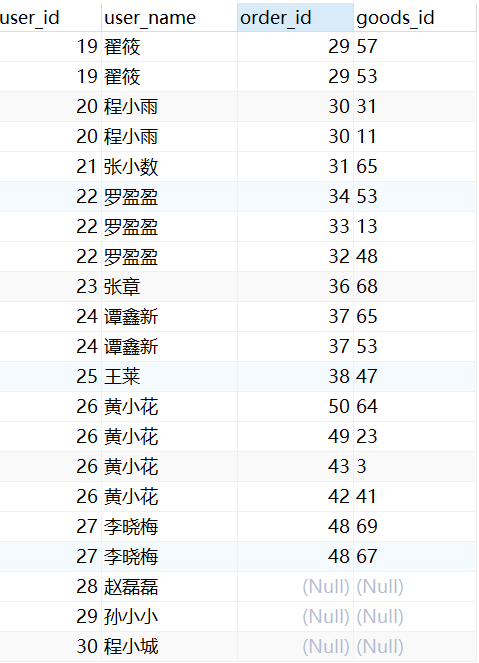 user_id user_name order_id goods_id
19 翟筱 29 57
19 翟筱 29 53
20 程小雨 30 31
20 程小雨 30 11
21 张小数 31 65
22 罗盈盈 34 53
22 罗盈盈 33 13
22 罗盈盈 32 48
23 张章 36 68
24 谭鑫新 37 65
24 谭鑫新 37 53
25 王莱 38 47
26 黄小花 50 64
26 黄小花 49 23
26 黄小花 43 3
26 黄小花 42 41
27 李晓梅 48 69
27 李晓梅 48 67
28 赵磊磊 (Null) (Null)
29 孙小小 (Null) (Null)
30 程小城 (Null) (Null)